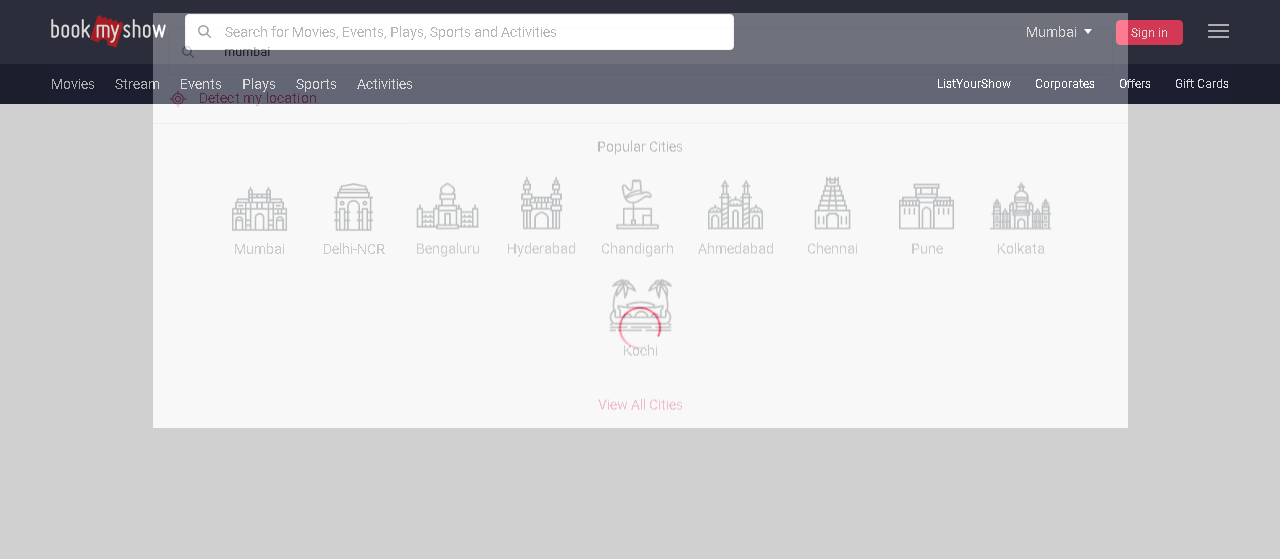 book my show
Search for Movies, Events, Plays, Sports and Activities
Mumbai
Sign in
mumbai
Movies Stream Events Plays Sports Activities
ListYourShow Corporates Offers Gift Cards
Detect my location
Popular Cities
Mumbai Delhi-NCR Bengaluru Hyderabad Chandigarh Ahmedabad Chennai Pune Kolkata
Kochi
View All Cities